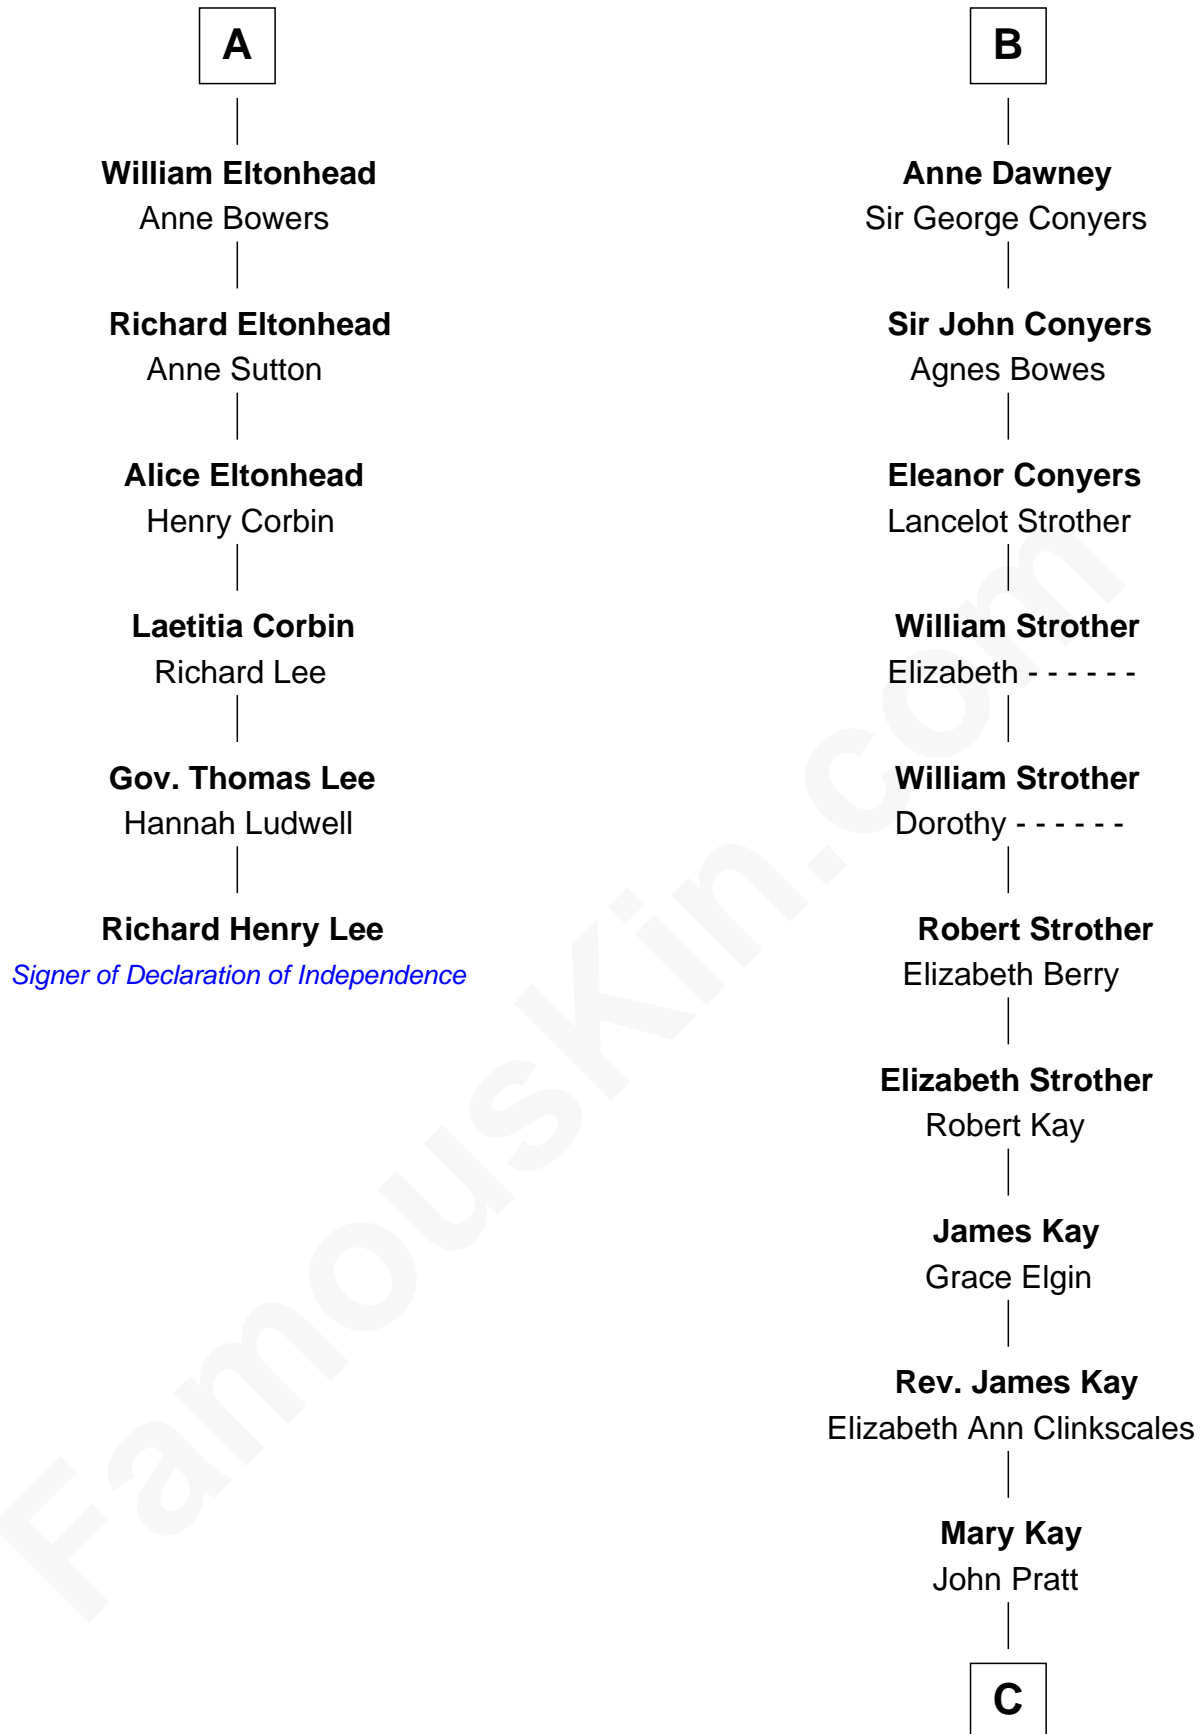 A
William Eltonhead
Anne Bowers
Richard Eltonhead
Anne Sutton
Alice Eltonhead
Henry Corbin
Laetitia Corbin
Richard Lee
Gov. Thomas Lee
Hannah Ludwell
Richard Henry Lee
Signer of Declaration of Independence
B
Anne Dawney
Sir George Conyers
Sir John Conyers
Agnes Bowes
Eleanor Conyers
Lancelot Strother
William Strother
Elizabeth - - - - - -
William Strother
Dorothy - - - - - -
Robert Strother
Elizabeth Berry
Elizabeth Strother
Robert Kay
James Kay
Grace Elgin
Rev. James Kay
Elizabeth Ann Clinkscales
Mary Kay
John Pratt
C
FamousKin.com